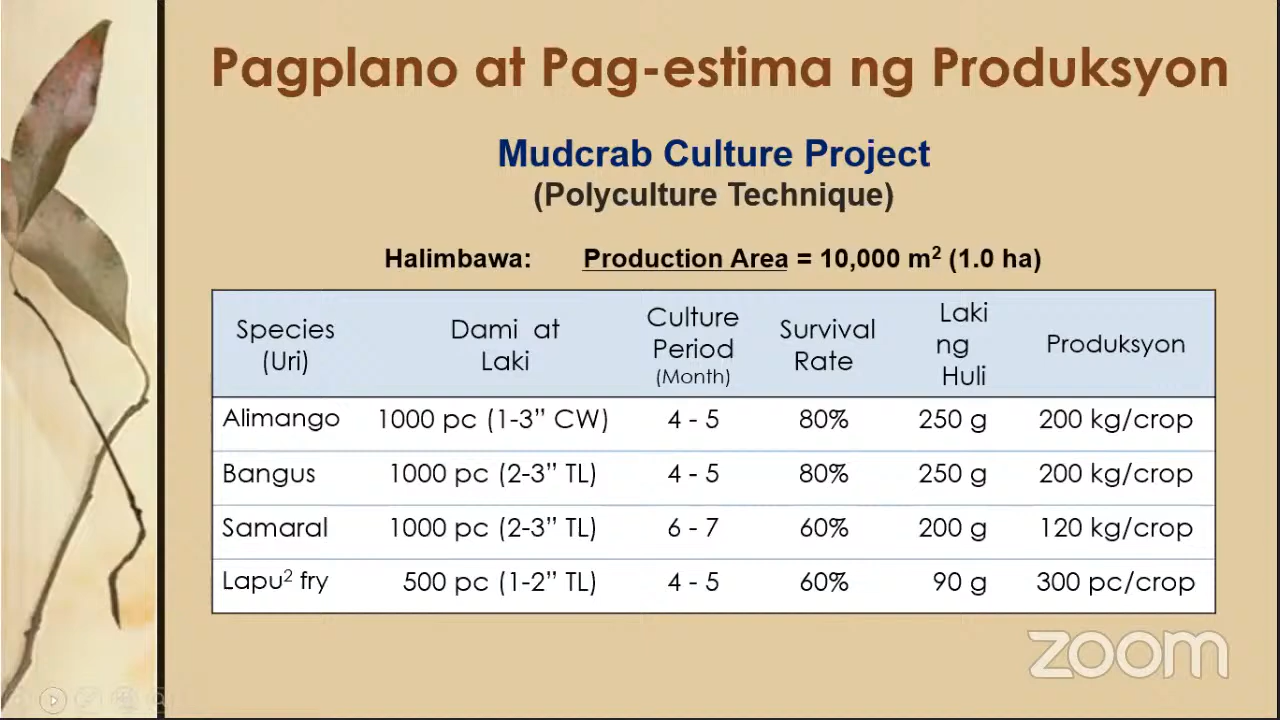 Pagplano at Pag-estima ng Produksyon
Mudcrab Culture Project
(Polyculture Technique)
Halimbawa: Production Area = 10,000 m² (1.0 ha)
Species (Uri) Dami at Laki Culture Period (Month) Survival Rate Laki ng Huli Produksyon
Alimango 1000 pc (1-3” CW) 4 - 5 80% 250 g 200 kg/crop
Bangus 1000 pc (2-3” TL) 4 - 5 80% 250 g 200 kg/crop
Samaral 1000 pc (2-3” TL) 6 - 7 60% 200 g 120 kg/crop
Lapu² fry 500 pc (1-2” TL) 4 - 5 60% 90 g 300 pc/crop
zoom